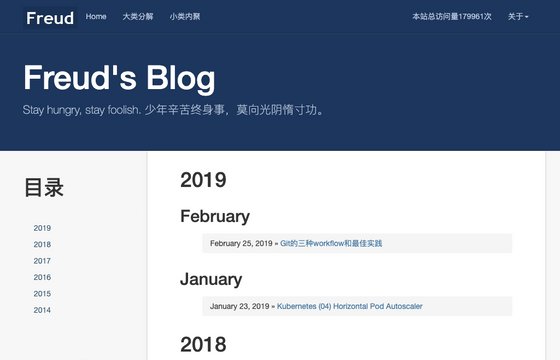 Freud Home 大类分解 小类内聚 本站总访问量179961次 关于
Freud's Blog
Stay hungry, stay foolish. 少年辛苦终身事，莫向光阴惰寸功。
目录
2019
2018
2017
2016
2015
2014
2019
February
February 25, 2019 » Git的三种workflow和最佳实践
January
January 23, 2019 » Kubernetes (04) Horizontal Pod Autoscaler
2018